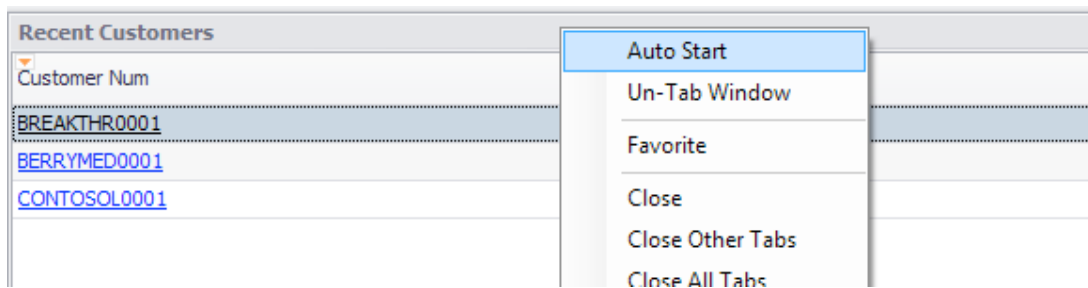 Recent Customers
Customer Num
BREAKTHR0001
BERRYMED0001
CONTOSOL0001
Auto Start
Un-Tab Window
Favorite
Close
Close Other Tabs
Close All Tabs